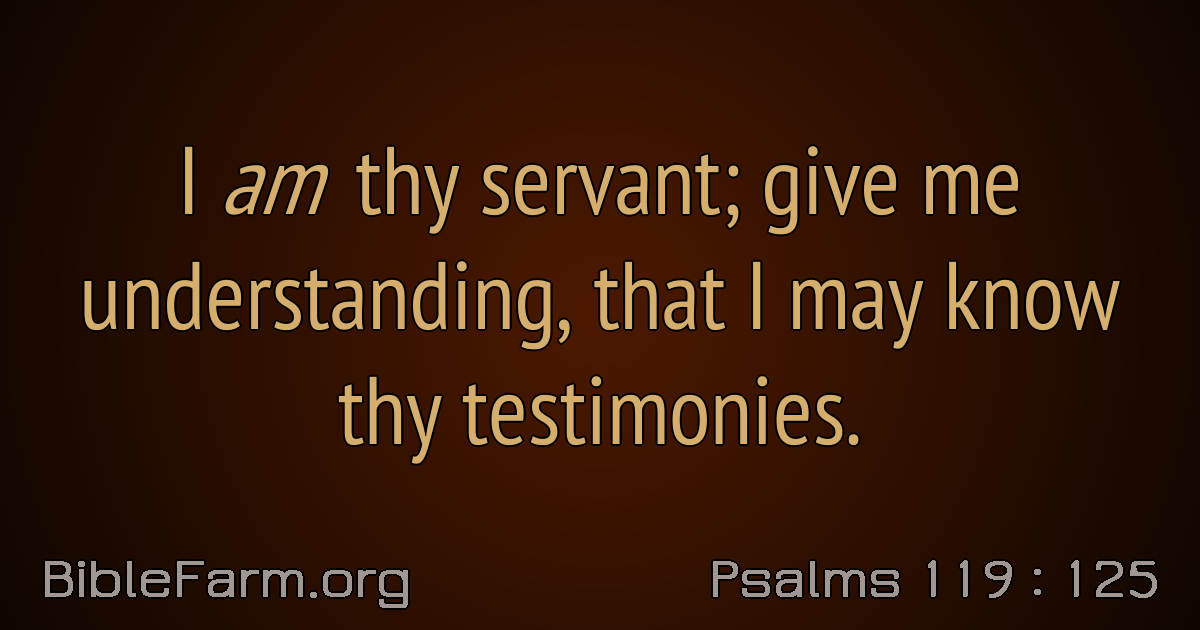 I am thy servant; give me
understanding, that I may know
thy testimonies.
BibleFarm.org
Psalms 119 : 125